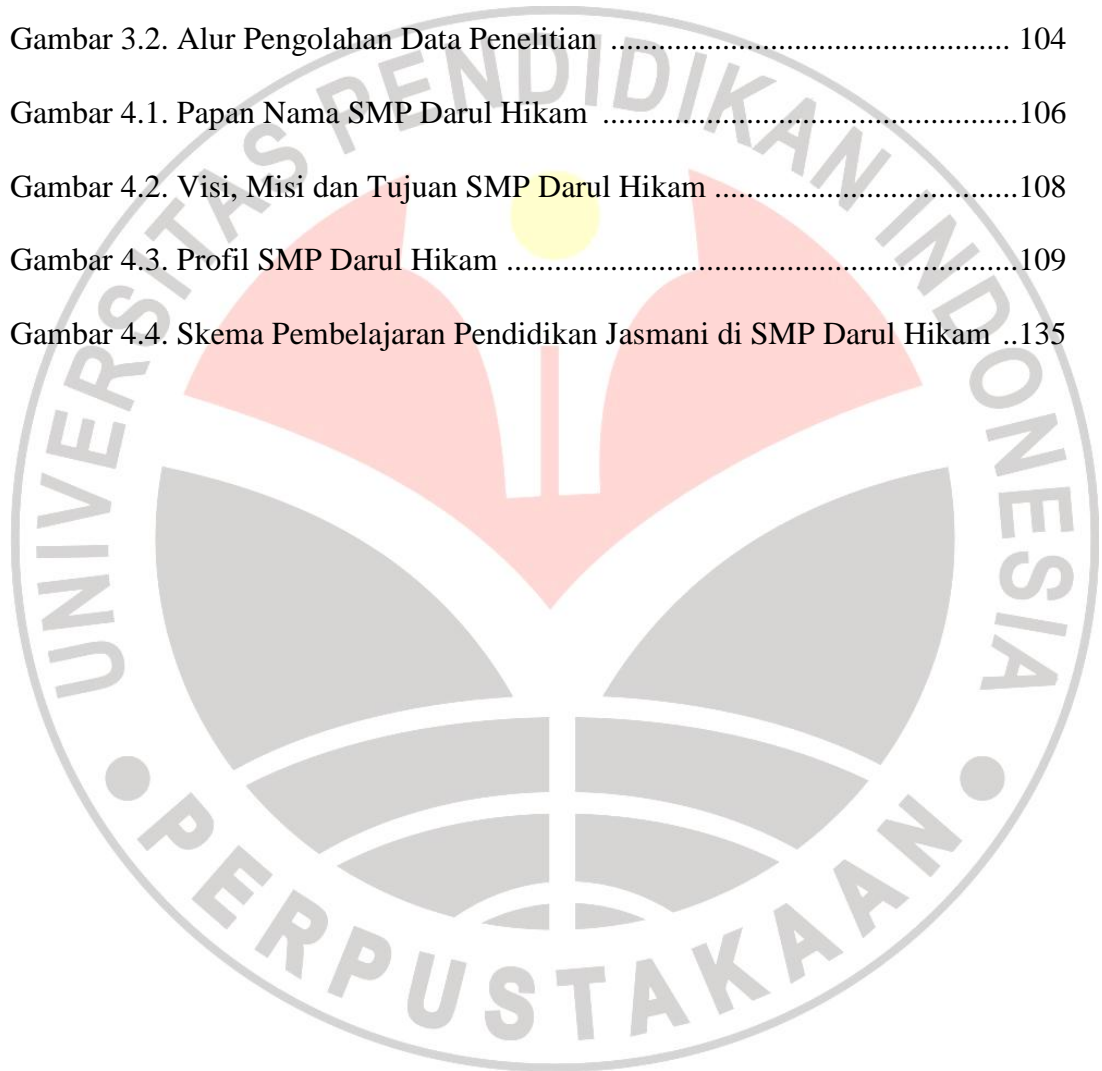 Gambar 3.2. Alur Pengolahan Data Penelitian .................................................. 104
Gambar 4.1. Papan Nama SMP Darul Hikam ....................................................106
Gambar 4.2. Visi, Misi dan Tujuan SMP Darul Hikam ......................................108
Gambar 4.3. Profil SMP Darul Hikam ................................................................109
Gambar 4.4. Skema Pembelajaran Pendidikan Jasmani di SMP Darul Hikam ..135
UNIVERSITAS PENDIDIKAN INDONESIA
PERPUSTAKAAN